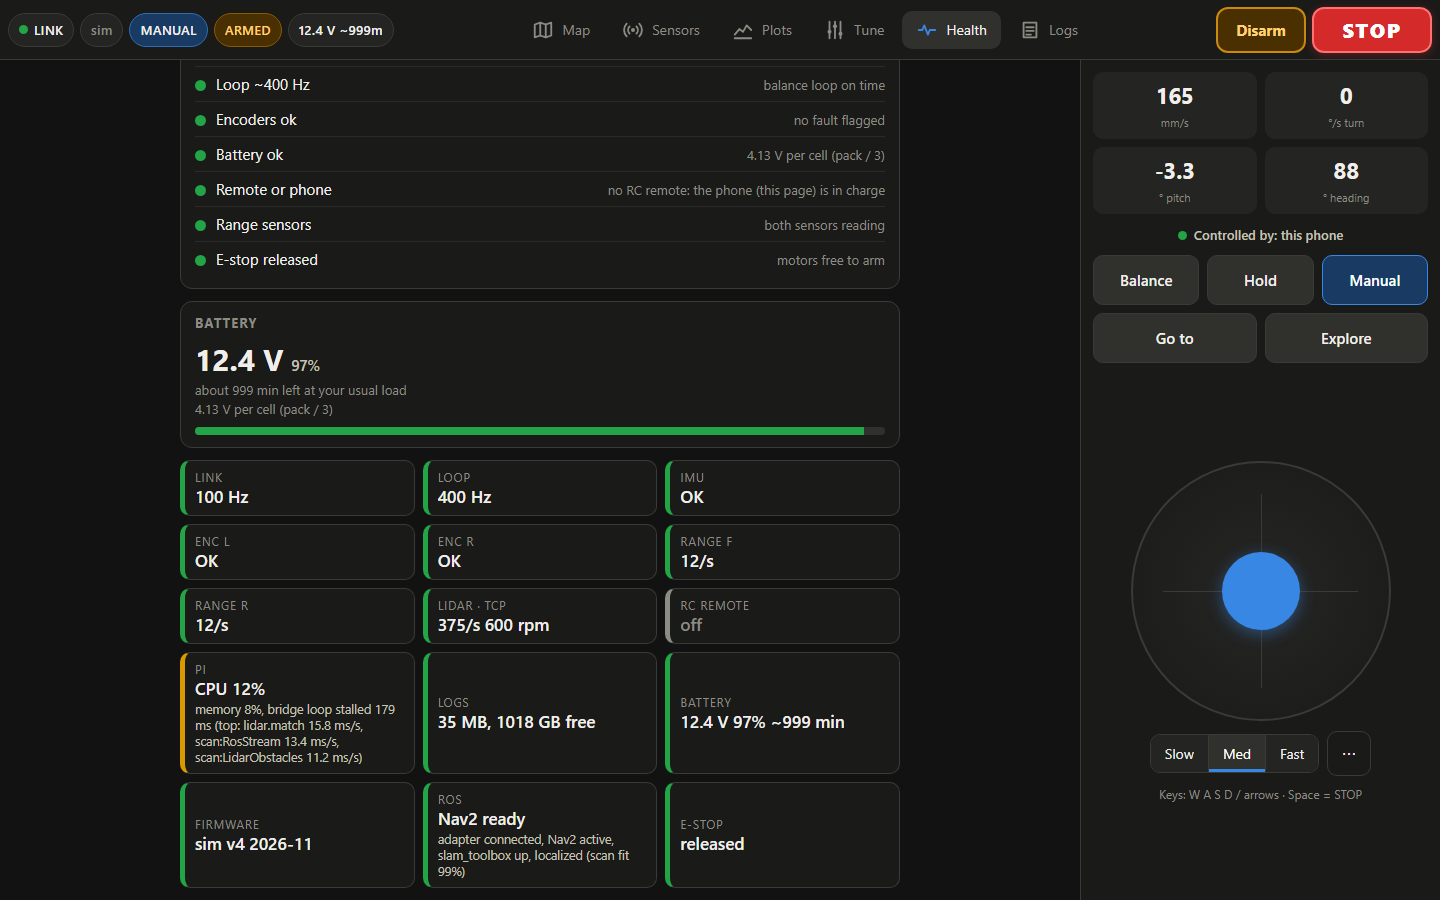 LINK
sim
MANUAL
ARMED
12.4 V ~999m
Map
Sensors
Plots
Tune
Health
Logs
Disarm
STOP
Loop ~400 Hz
balance loop on time
Encoders ok
no fault flagged
Battery ok
4.13 V per cell (pack / 3)
Remote or phone
no RC remote: the phone (this page) is in charge
Range sensors
both sensors reading
E-stop released
motors free to arm
BATTERY
12.4 V 97%
about 999 min left at your usual load
4.13 V per cell (pack / 3)
LINK
100 Hz
LOOP
400 Hz
IMU
OK
ENC L
OK
ENC R
OK
RANGE F
12/s
RANGE R
12/s
LIDAR · TCP
375/s 600 rpm
RC REMOTE
off
PI
CPU 12%
memory 8%, bridge loop stalled 179
ms (top: lidar.match 15.8 ms/s,
scan:RosStream 13.4 ms/s,
scan:LidarObstacles 11.2 ms/s)
LOGS
35 MB, 1018 GB free
BATTERY
12.4 V 97% ~999 min
FIRMWARE
sim v4 2026-11
ROS
Nav2 ready
adapter connected, Nav2 active,
slam_toolbox up, localized (scan fit
99%)
E-STOP
released
165
mm/s
0
°/s turn
-3.3
° pitch
88
° heading
Controlled by: this phone
Balance
Hold
Manual
Go to
Explore
Slow
Med
Fast
···
Keys: W A S D / arrows · Space = STOP